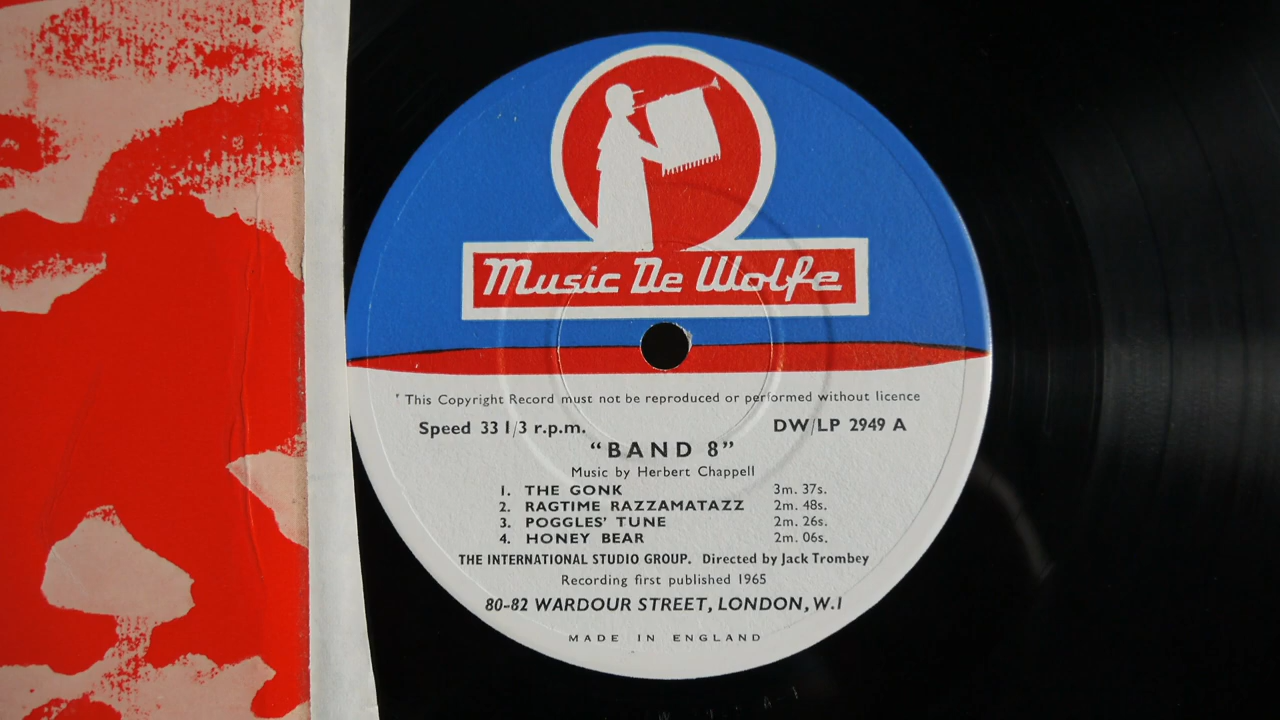 Music De Wolfe
This Copyright Record must not be reproduced or performed without licence
Speed 33 1/3 r.p.m. DW/LP 2949 A
“BAND 8”
Music by Herbert Chappell
1. THE GONK 3m. 37s.
2. RAGTIME RAZZAMATAZZ 2m. 48s.
3. POGGLES’ TUNE 2m. 26s.
4. HONEY BEAR 2m. 06s.
THE INTERNATIONAL STUDIO GROUP. Directed by Jack Trombey
Recording first published 1965
80-82 WARDOUR STREET, LONDON, W.1
MADE IN ENGLAND